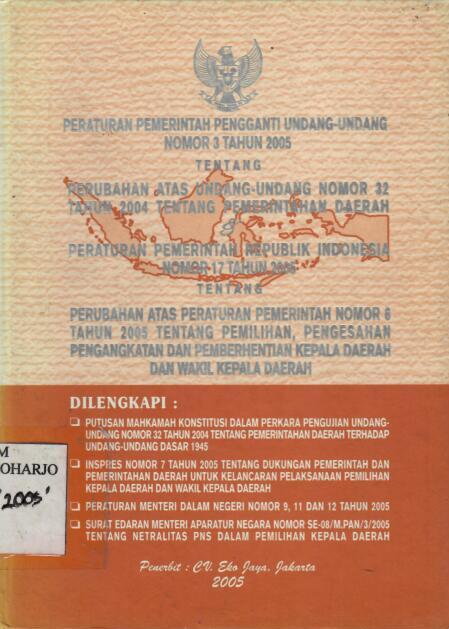 PERATURAN PEMERINTAH PENGGANTI UNDANG-UNDANG
NOMOR 3 TAHUN 2005
TENTANG
PERUBAHAN ATAS UNDANG-UNDANG NOMOR 32
TAHUN 2004 TENTANG PEMERINTAHAN DAERAH
PERATURAN PEMERINTAH REPUBLIK INDONESIA
NOMOR 17 TAHUN 2005
TENTANG
PERUBAHAN ATAS PERATURAN PEMERINTAH NOMOR 6
TAHUN 2005 TENTANG PEMILIHAN, PENGESAHAN
PENGANGKATAN DAN PEMBERHENTIAN KEPALA DAERAH
DAN WAKIL KEPALA DAERAH
DILENGKAPI :
PUTUSAN MAHKAMAH KONSTITUSI DALAM PERKARA PENGUJIAN UNDANG-
UNDANG NOMOR 32 TAHUN 2004 TENTANG PEMERINTAHAN DAERAH TERHADAP
UNDANG-UNDANG DASAR 1945
INSPRES NOMOR 7 TAHUN 2005 TENTANG DUKUNGAN PEMERINTAH DAN
PEMERINTAH DAERAH UNTUK KELANCARAN PELAKSANAAN PEMILIHAN
KEPALA DAERAH DAN WAKIL KEPALA DAERAH
PERATURAN MENTERI DALAM NEGERI NOMOR 9, 11 DAN 12 TAHUN 2005
SURAT EDARAN MENTERI APARATUR NEGARA NOMOR SE-08/M.PAN/3/2005
TENTANG NETRALITAS PNS DALAM PEMILIHAN KEPALA DAERAH
M
OHARJO
'2005'
Penerbit : CV. Eko Jaya, Jakarta
2005